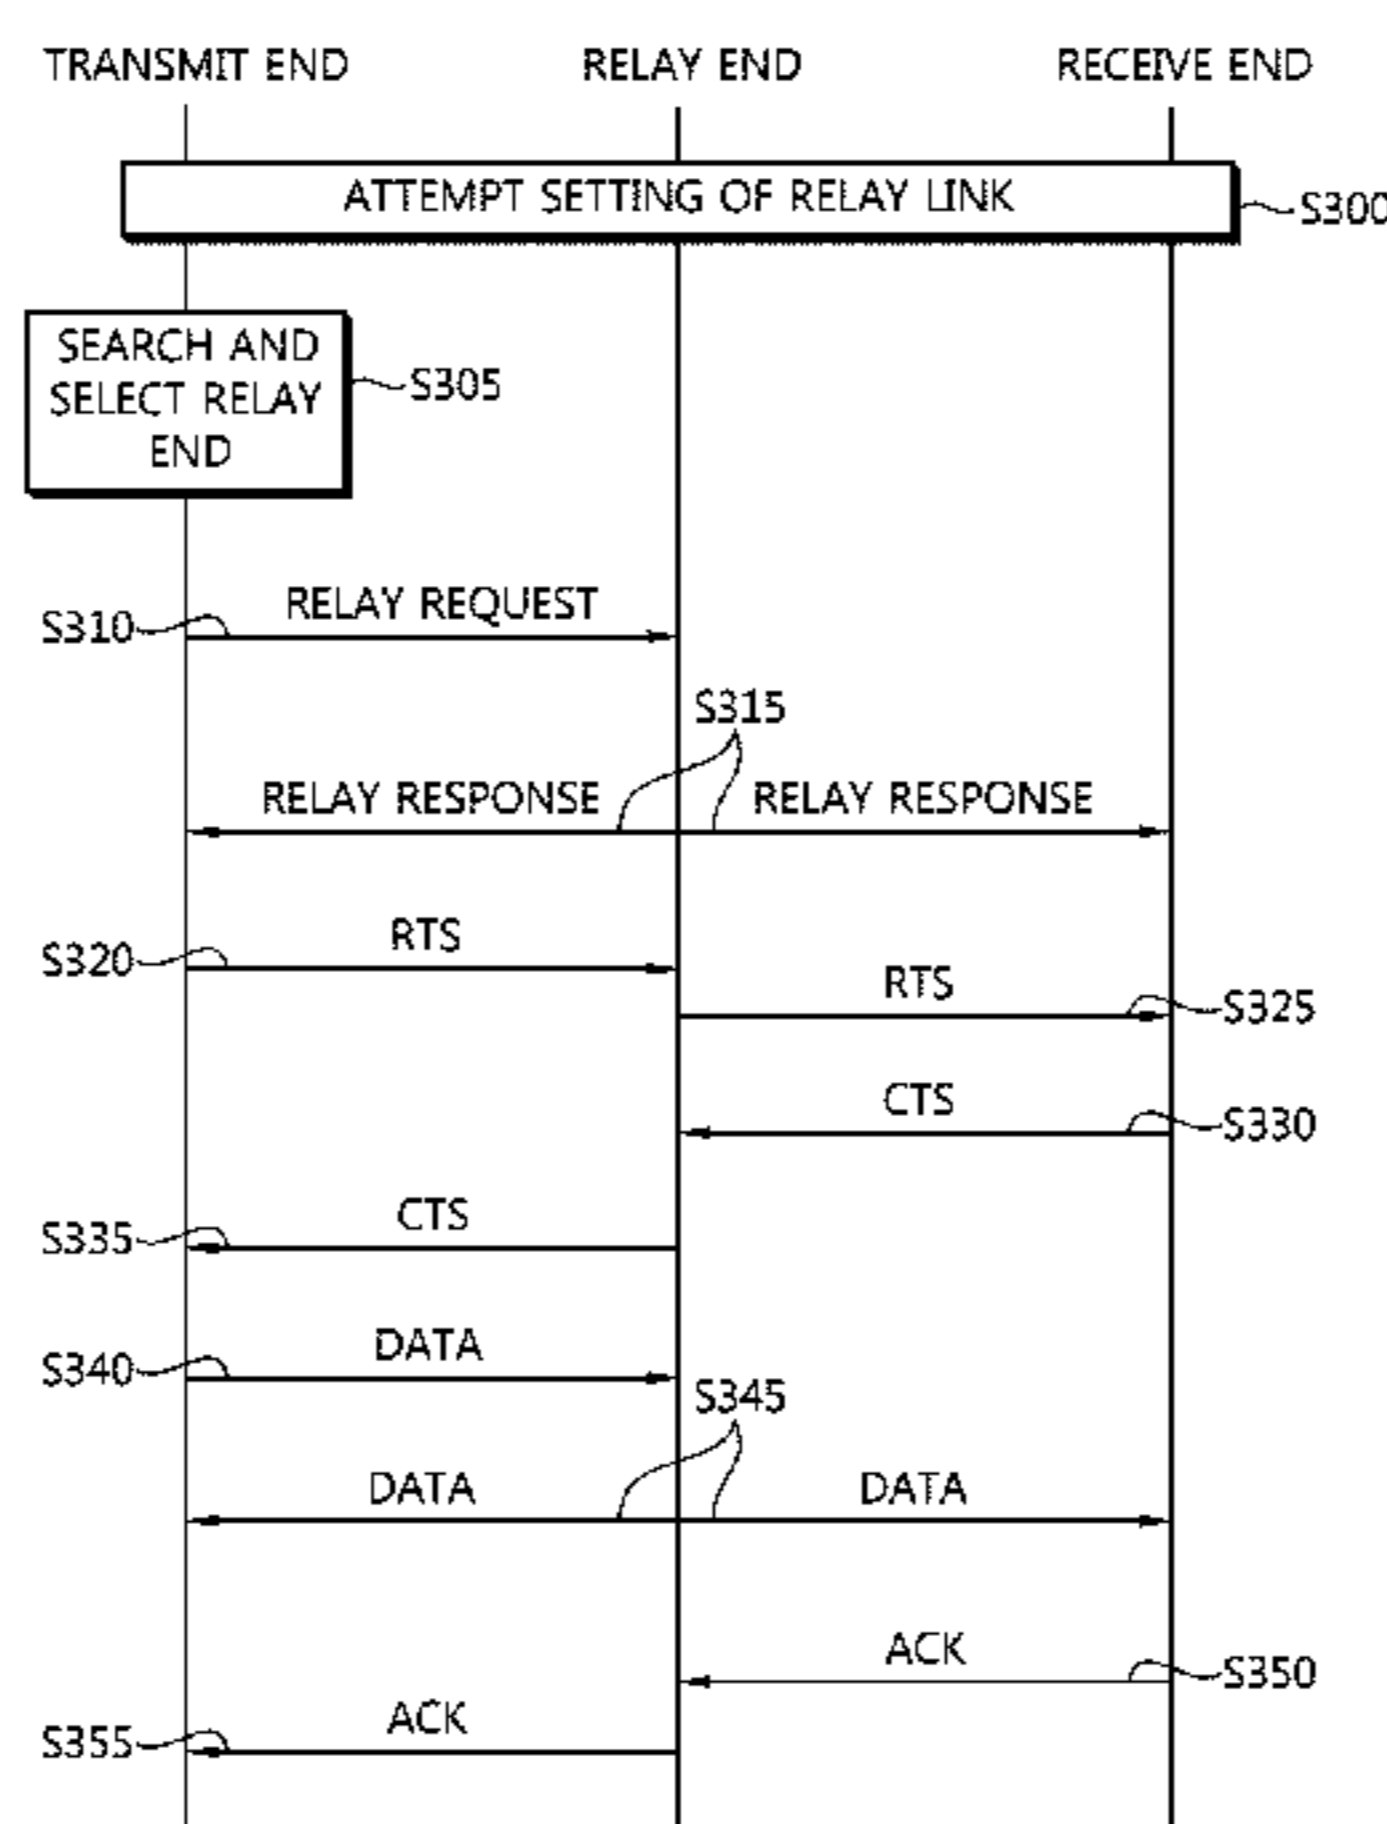 TRANSMIT END RELAY END RECEIVE END
ATTEMPT SETTING OF RELAY LINK
S300
SEARCH AND
SELECT RELAY
END
S305
RELAY REQUEST
S310
S315
RELAY RESPONSE RELAY RESPONSE
RTS
S320
RTS
S325
CTS
S330
CTS
S335
DATA
S340
S345
DATA DATA
ACK
S350
ACK
S355